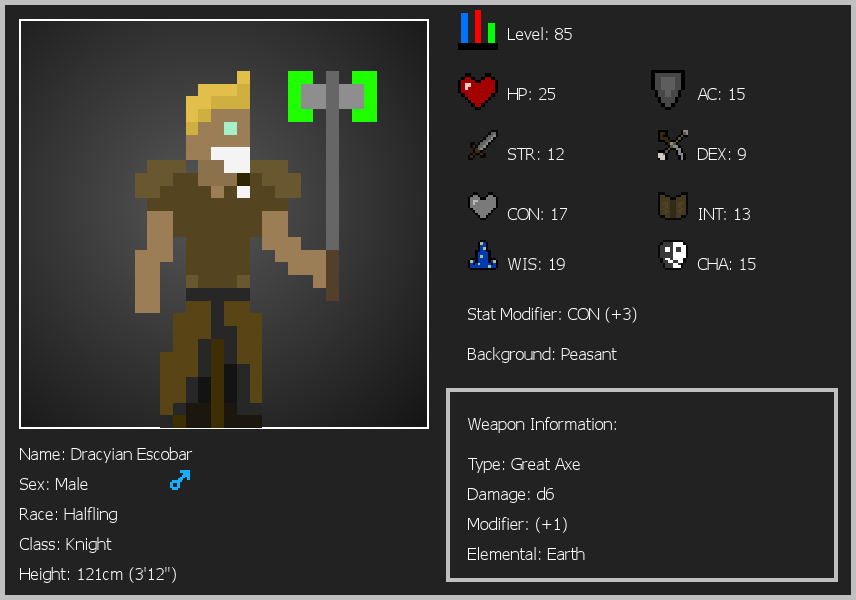 Level: 85
HP: 25
AC: 15
STR: 12
DEX: 9
CON: 17
INT: 13
WIS: 19
CHA: 15
Stat Modifier: CON (+3)
Background: Peasant
Weapon Information:
Type: Great Axe
Damage: d6
Modifier: (+1)
Elemental: Earth
Name: Dracyian Escobar
Sex: Male
Race: Halfling
Class: Knight
Height: 121cm (3'12")